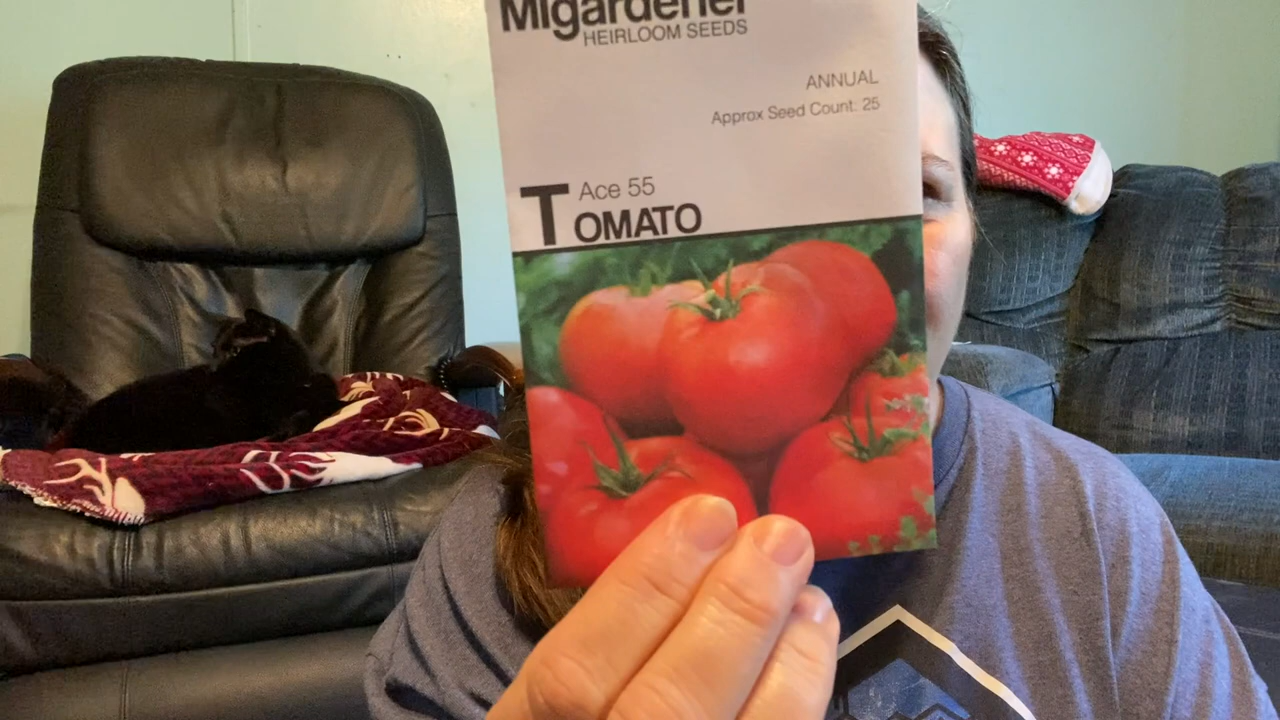 MIgardener
HEIRLOOM SEEDS
ANNUAL
Approx Seed Count: 25
Ace 55
TOMATO